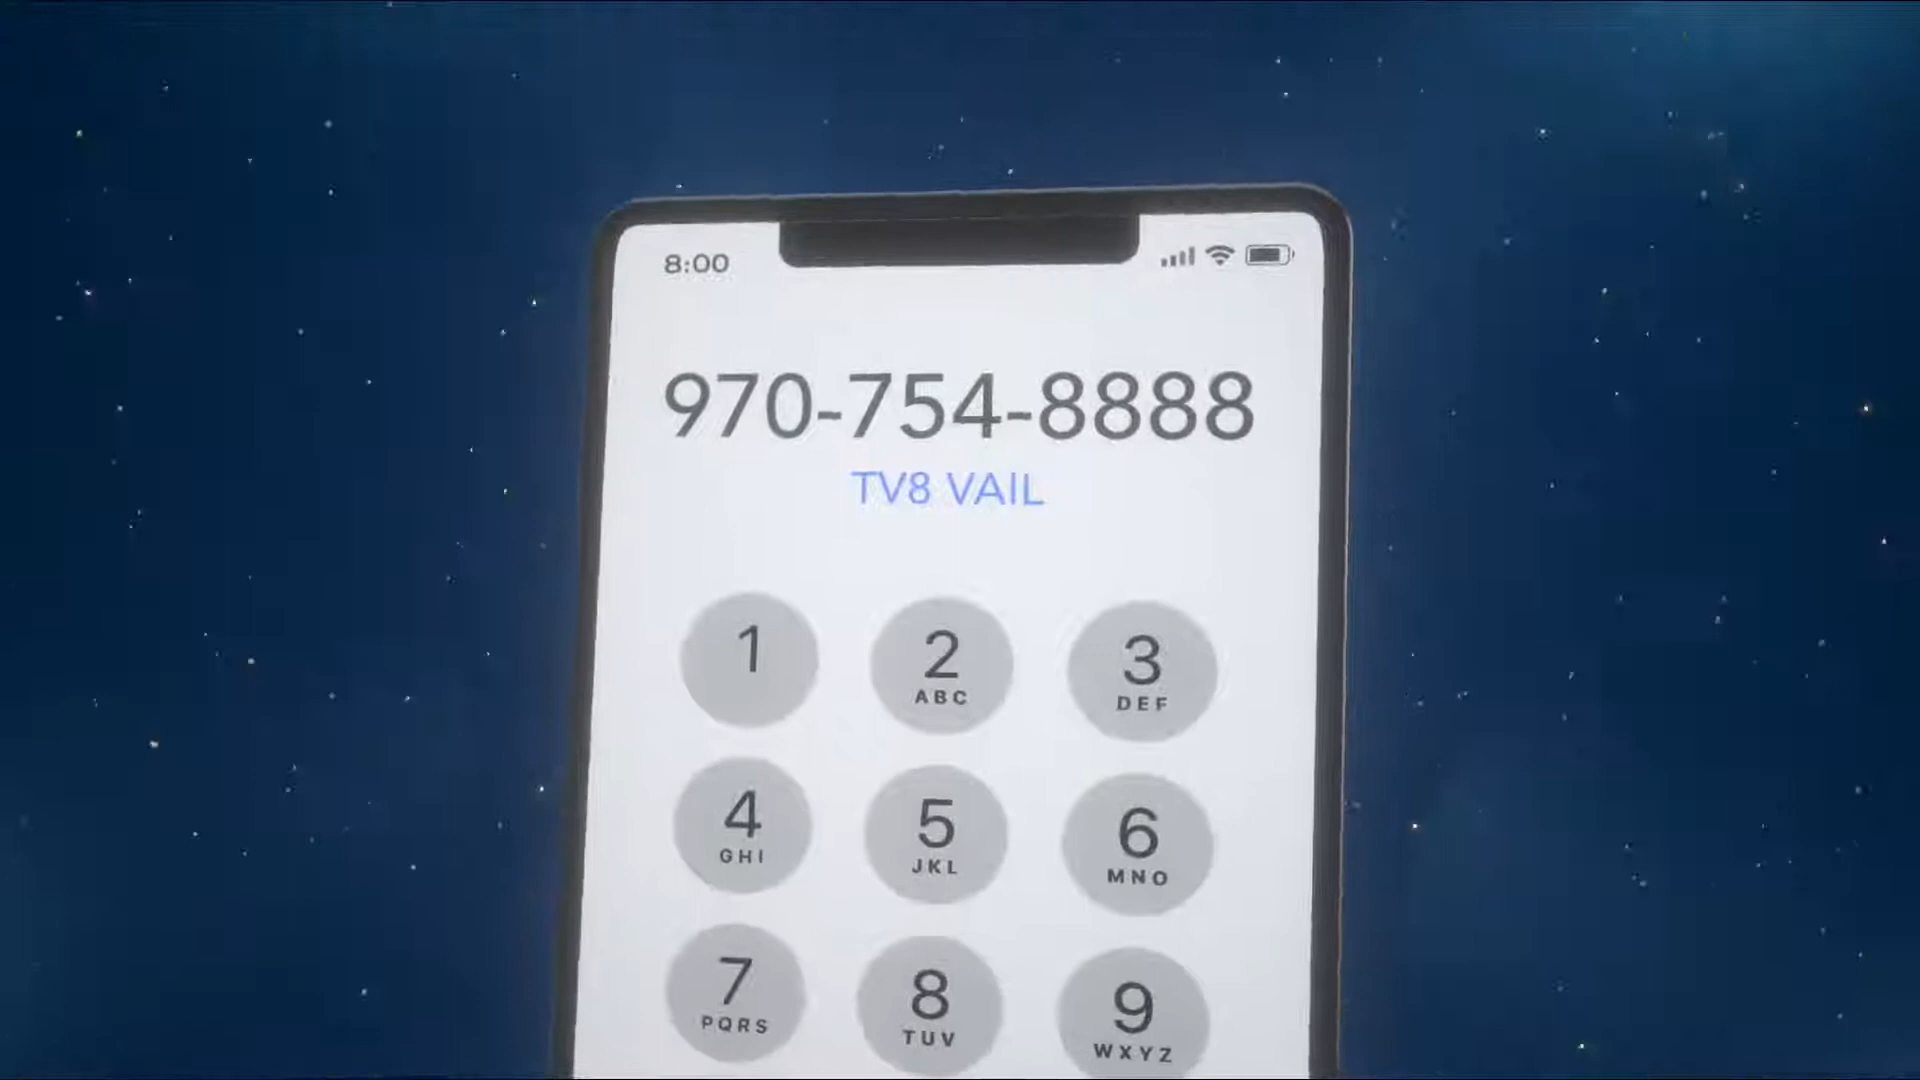 8:00
970-754-8888
TV8 VAIL
1
2
ABC
3
DEF
4
GHI
5
JKL
6
MNO
7
PQRS
8
TUV
9
WXYZ